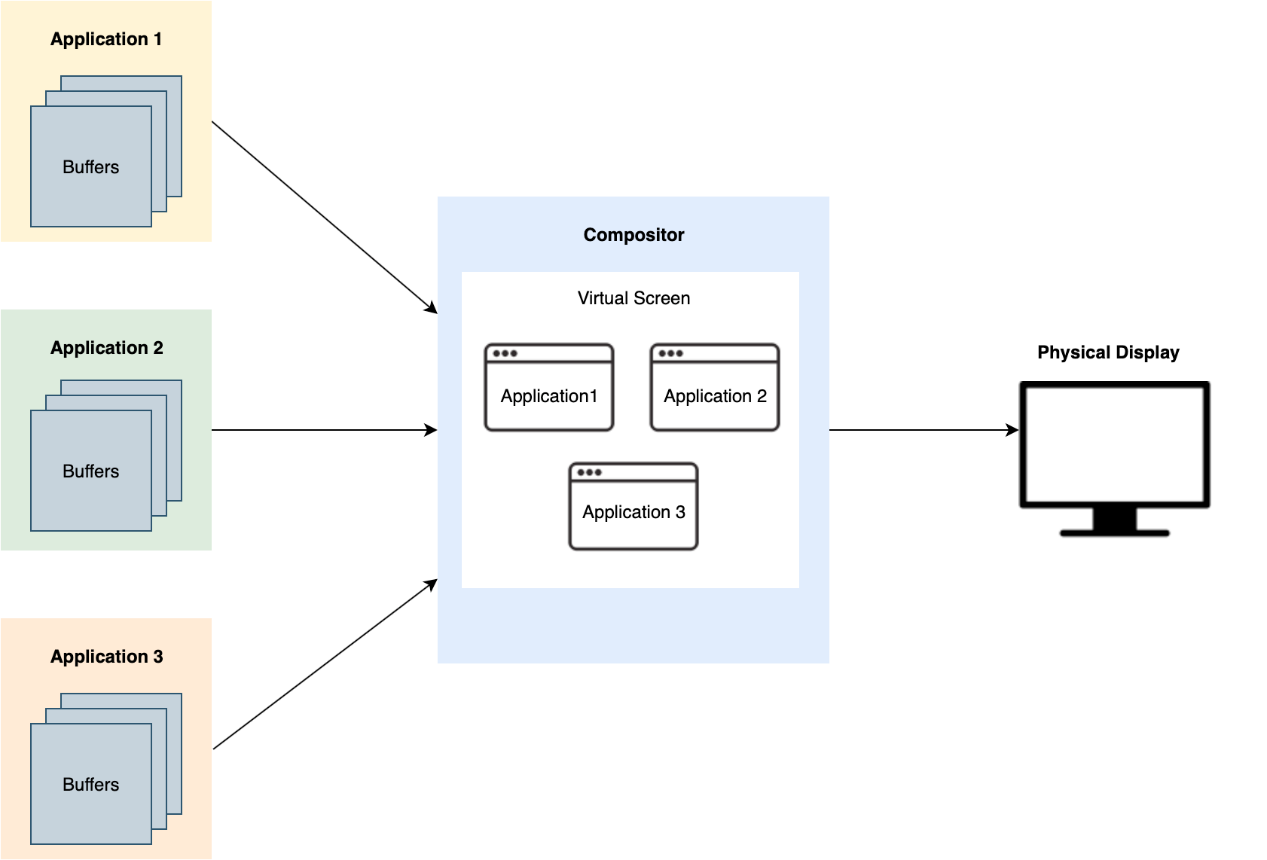 Application 1
Buffers
Application 2
Buffers
Application 3
Buffers
Compositor
Virtual Screen
Application1
Application 2
Application 3
Physical Display